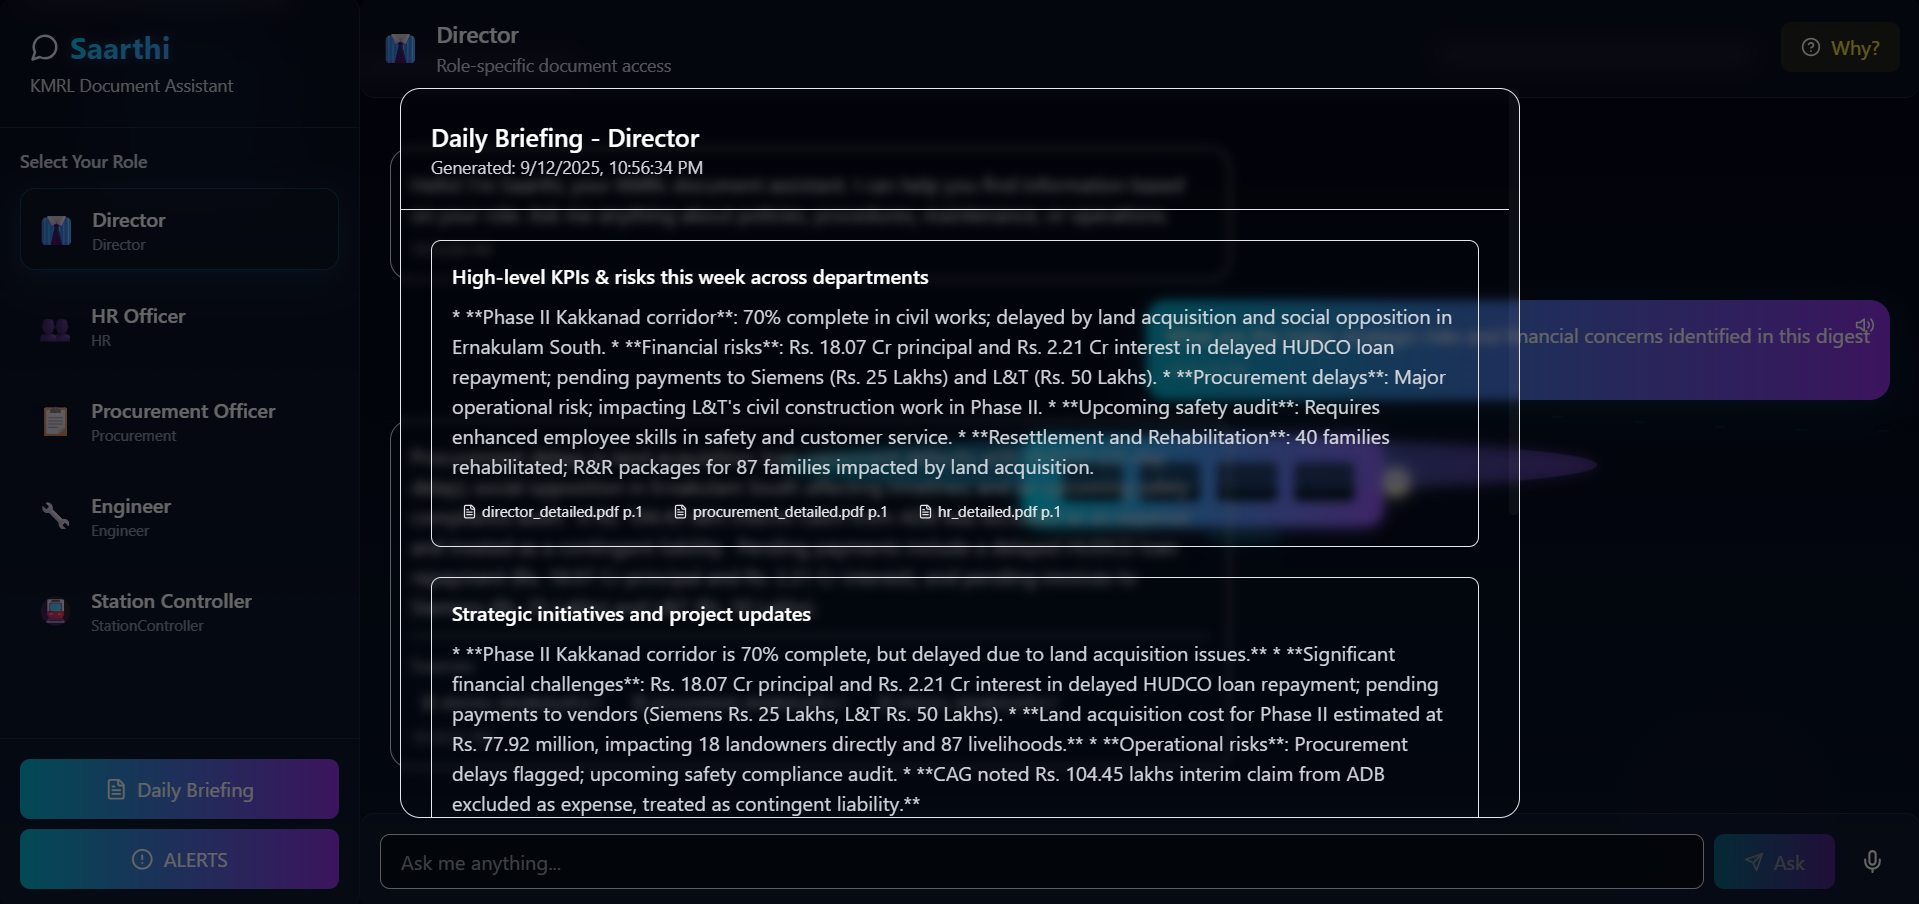 Saarthi
KMRL Document Assistant
Select Your Role
Director
Director
HR Officer
HR
Procurement Officer
Procurement
Engineer
Engineer
Station Controller
StationController
Daily Briefing
ALERTS
Director
Role-specific document access
Why?
Daily Briefing - Director
Generated: 9/12/2025, 10:56:34 PM
High-level KPIs & risks this week across departments
* **Phase II Kakkanad corridor**: 70% complete in civil works; delayed by land acquisition and social opposition in
Ernakulam South. * **Financial risks**: Rs. 18.07 Cr principal and Rs. 2.21 Cr interest in delayed HUDCO loan
repayment; pending payments to Siemens (Rs. 25 Lakhs) and L&T (Rs. 50 Lakhs). * **Procurement delays**: Major
operational risk; impacting L&T's civil construction work in Phase II. * **Upcoming safety audit**: Requires
enhanced employee skills in safety and customer service. * **Resettlement and Rehabilitation**: 40 families
rehabilitated; R&R packages for 87 families impacted by land acquisition.
director_detailed.pdf p.1 procurement_detailed.pdf p.1 hr_detailed.pdf p.1
Strategic initiatives and project updates
* **Phase II Kakkanad corridor is 70% complete, but delayed due to land acquisition issues.** * **Significant
financial challenges**: Rs. 18.07 Cr principal and Rs. 2.21 Cr interest in delayed HUDCO loan repayment; pending
payments to vendors (Siemens Rs. 25 Lakhs, L&T Rs. 50 Lakhs). * **Land acquisition cost for Phase II estimated at
Rs. 77.92 million, impacting 18 landowners directly and 87 livelihoods.** * **Operational risks**: Procurement
delays flagged; upcoming safety compliance audit. * **CAG noted Rs. 104.45 lakhs interim claim from ADB
excluded as expense, treated as contingent liability.**
financial concerns identified in this digest
Ask me anything...
Ask